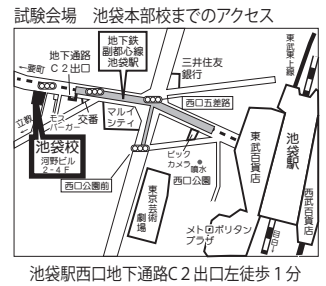 試験会場　池袋本部校までのアクセス
地下鉄
副都心線
池袋駅
地下通路
C2出口
←要町
三井住友
銀行
東武東上線
西口五差路
立教
モス
バーガー
交番
マルイ
シティ
池袋校
河野ビル
2-4F
西口公園前
ビック
カメラ
噴水
西口公園
東京芸術
劇場
東武百貨店
池袋駅
西武百貨店
メトロポリタン
プラザ
目白
池袋駅西口地下通路C2出口左徒歩1分